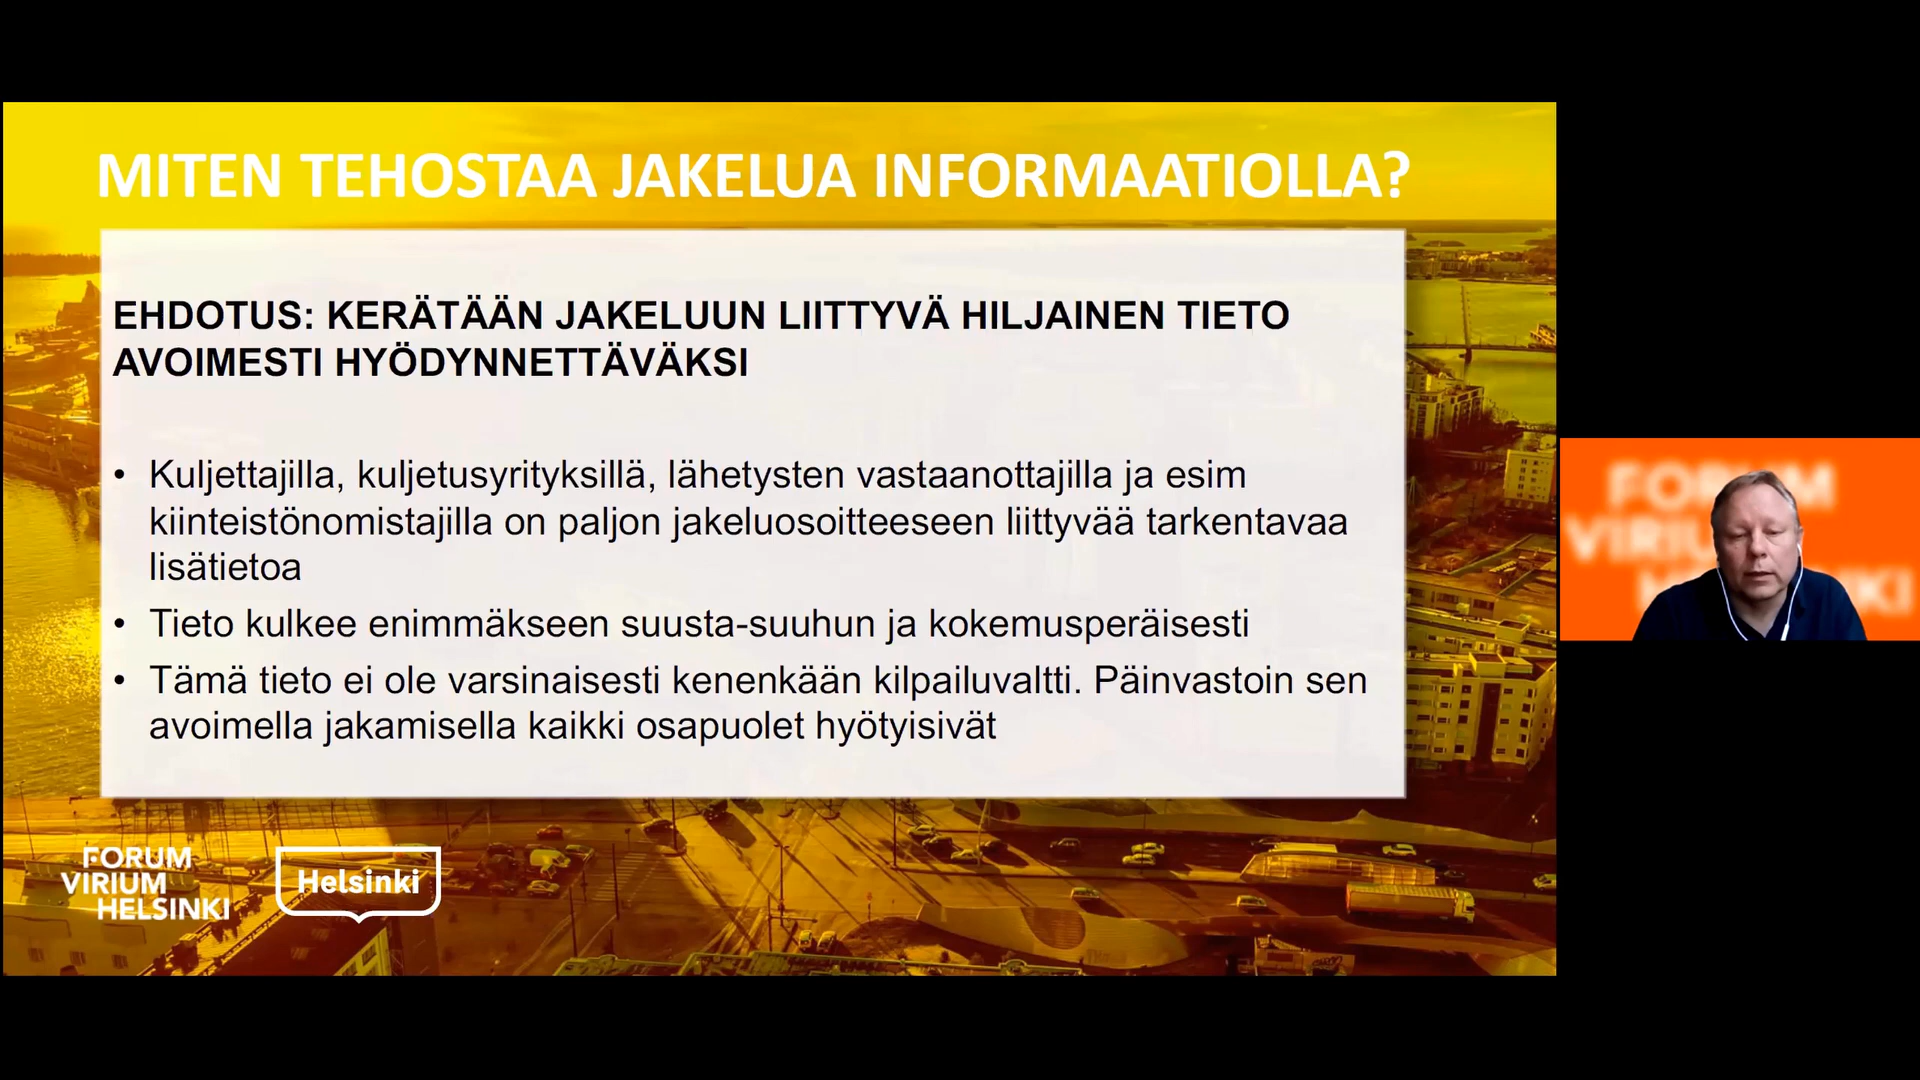 MITEN TEHOSTAA JAKELUA INFORMAATIOLLA?
EHDOTUS: KERÄTÄÄN JAKELUUN LIITTYVÄ HILJAINEN TIETO
AVOIMESTI HYÖDYNNETTÄVÄKSI
• Kuljettajilla, kuljetusyrityksillä, lähetysten vastaanottajilla ja esim
kiinteistönomistajilla on paljon jakeluosoitteeseen liittyvää tarkentavaa
lisätietoa
• Tieto kulkee enimmäkseen suusta-suuhun ja kokemusperäisesti
• Tämä tieto ei ole varsinaisesti kenenkään kilpailuvaltti. Päinvastoin sen
avoimella jakamisella kaikki osapuolet hyötyisivät
FORUM
VIRIUM
HELSINKI
Helsinki
FORUM